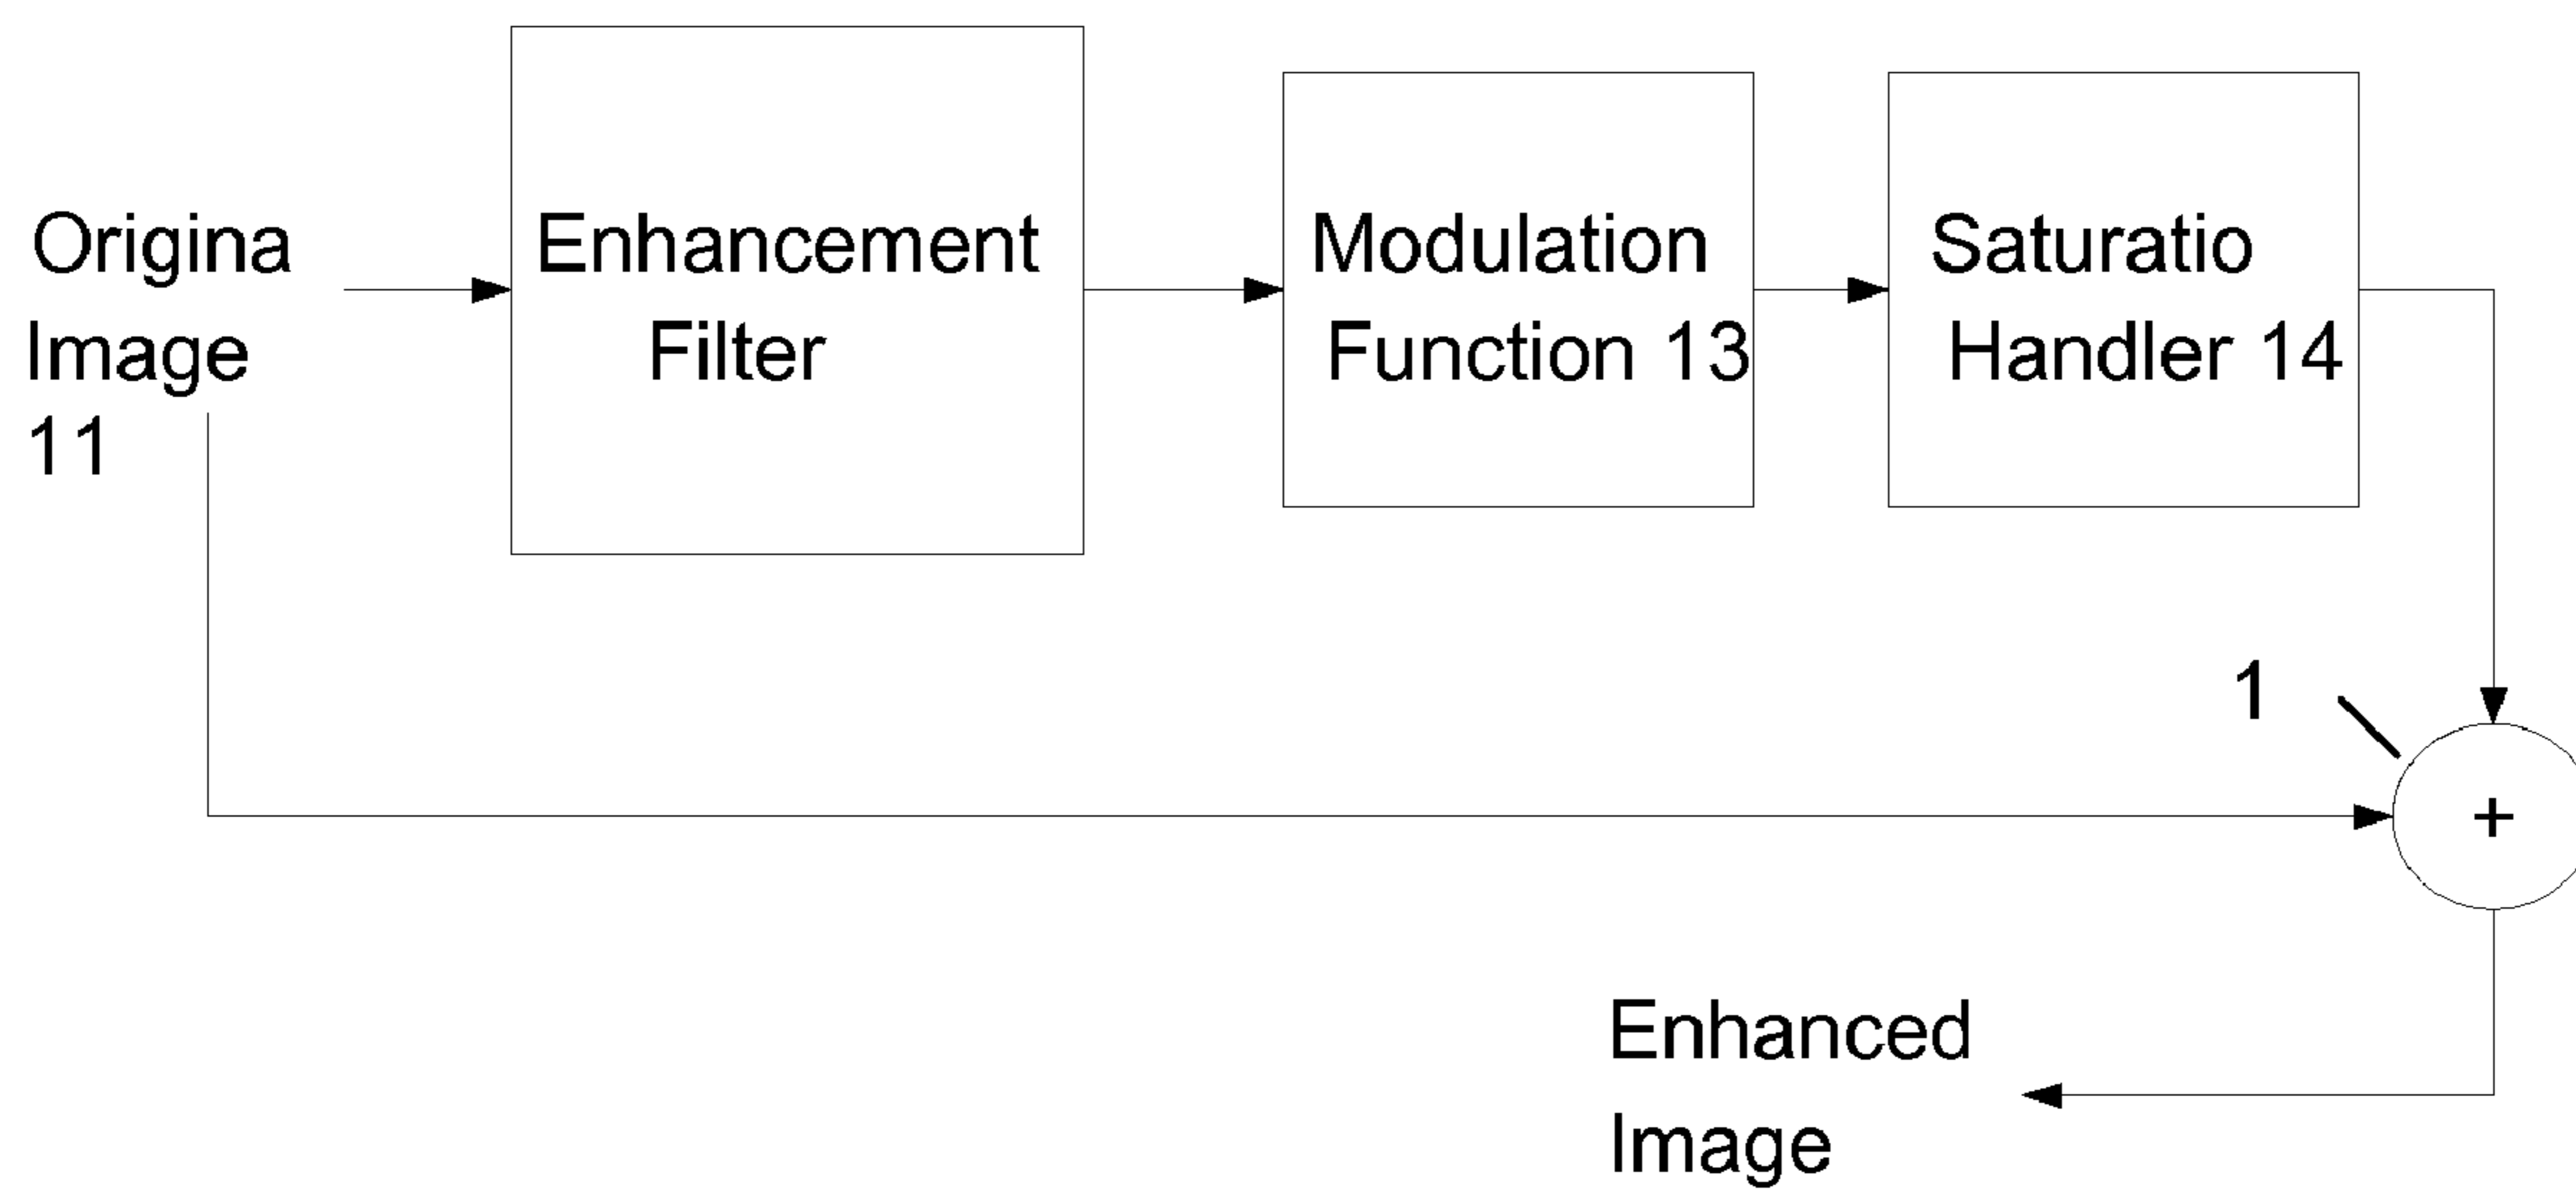 Origina
Image
11
Enhancement
Filter
Modulation
Function 13
Saturatio
Handler 14
1
+
Enhanced
Image